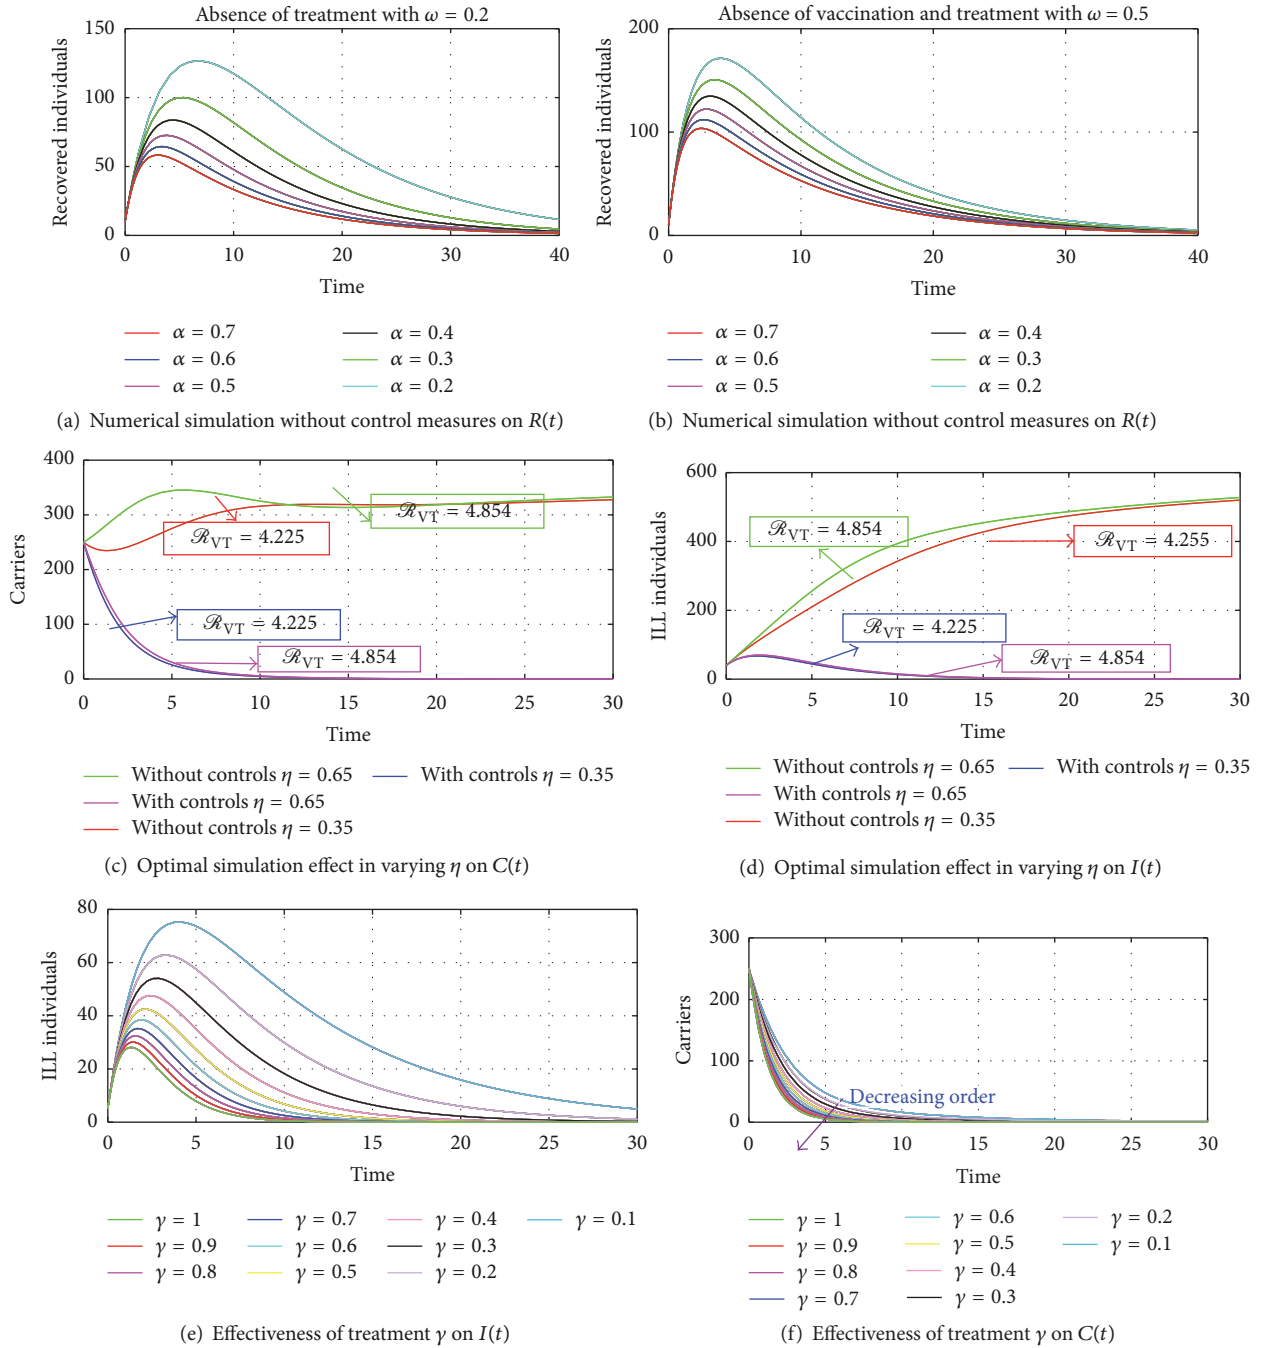 Absence of treatment with ω = 0.2
150
100
50
0
0 10 20 30 40
Recovered individuals
Time
α = 0.7 α = 0.4
α = 0.6 α = 0.3
α = 0.5 α = 0.2
(a) Numerical simulation without control measures on R(t)
Absence of vaccination and treatment with ω = 0.5
200
100
0
0 10 20 30 40
Recovered individuals
Time
α = 0.7 α = 0.4
α = 0.6 α = 0.3
α = 0.5 α = 0.2
(b) Numerical simulation without control measures on R(t)
400
300
200
100
0
0 5 10 15 20 25 30
Carriers
Time
ℛVT = 4.854
ℛVT = 4.225
ℛVT = 4.225
ℛVT = 4.854
Without controls η = 0.65 With controls η = 0.35
With controls η = 0.65
Without controls η = 0.35
(c) Optimal simulation effect in varying η on C(t)
600
400
200
0
0 5 10 15 20 25 30
ILL individuals
Time
ℛVT = 4.854
ℛVT = 4.255
ℛVT = 4.225
ℛVT = 4.854
Without controls η = 0.65 With controls η = 0.35
With controls η = 0.65
Without controls η = 0.35
(d) Optimal simulation effect in varying η on I(t)
80
60
40
20
0
0 5 10 15 20 25 30
ILL individuals
Time
γ = 1 γ = 0.7 γ = 0.4 γ = 0.1
γ = 0.9 γ = 0.6 γ = 0.3
γ = 0.8 γ = 0.5 γ = 0.2
(e) Effectiveness of treatment γ on I(t)
300
200
100
0
0 5 10 15 20 25 30
Carriers
Decreasing order
Time
γ = 1 γ = 0.6 γ = 0.2
γ = 0.9 γ = 0.5 γ = 0.1
γ = 0.8 γ = 0.4
γ = 0.7 γ = 0.3
(f) Effectiveness of treatment γ on C(t)